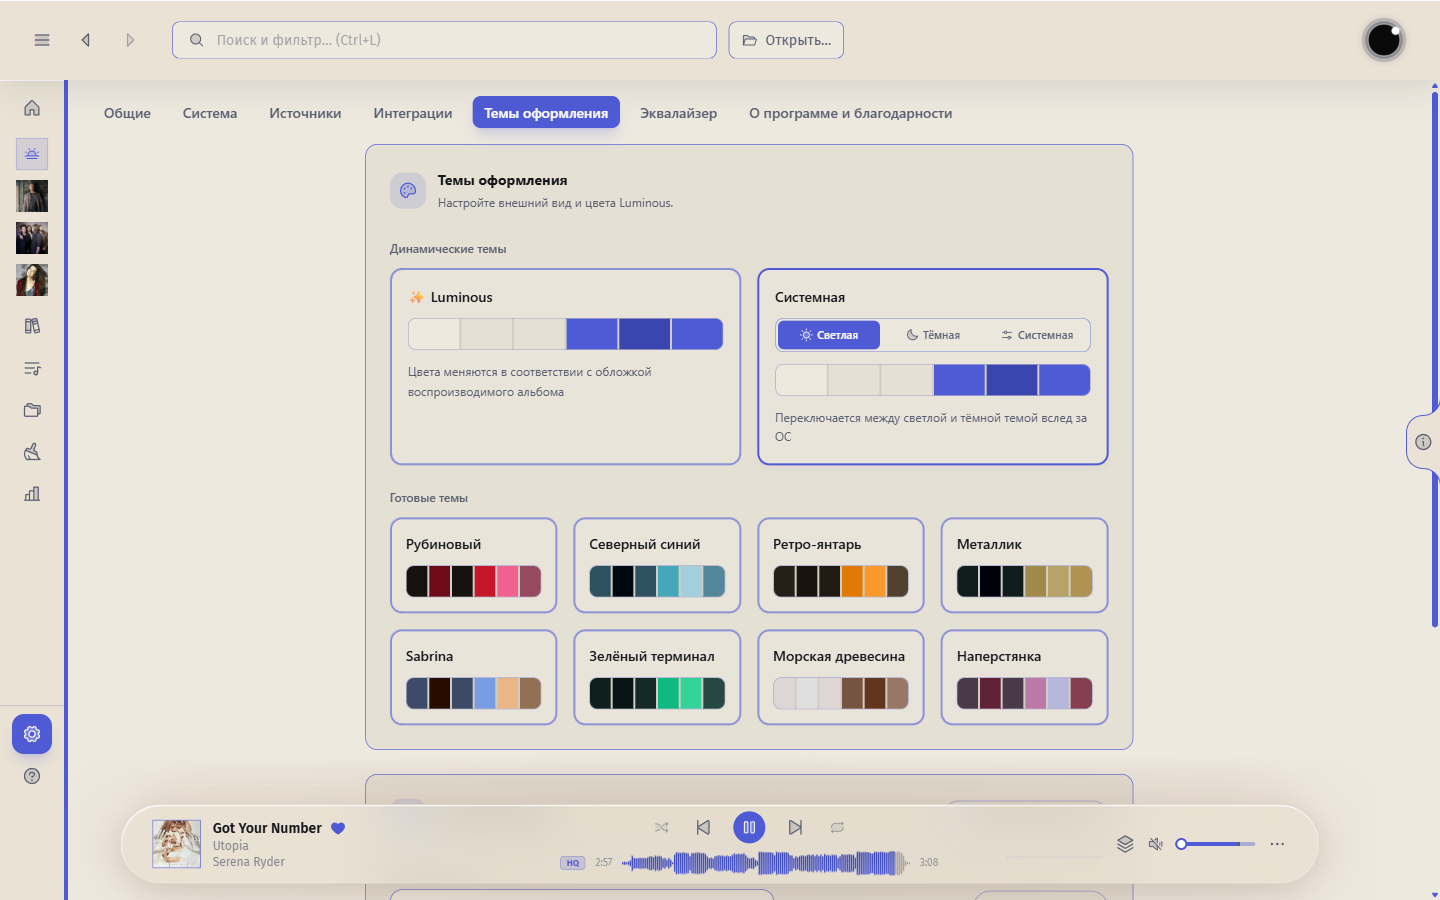 Поиск и фильтр... (Ctrl+L)
Открыть...
Общие
Система
Источники
Интеграции
Темы оформления
Эквалайзер
О программе и благодарности
Темы оформления
Настройте внешний вид и цвета Luminous.
Динамические темы
✨ Luminous
Цвета меняются в соответствии с обложкой
воспроизводимого альбома
Системная
Светлая
Тёмная
Системная
Переключается между светлой и тёмной темой вслед за
ОС
Готовые темы
Рубиновый
Северный синий
Ретро-янтарь
Металлик
Sabrina
Зелёный терминал
Морская древесина
Наперстянка
Got Your Number
Utopia
Serena Ryder
HQ
2:57
3:08